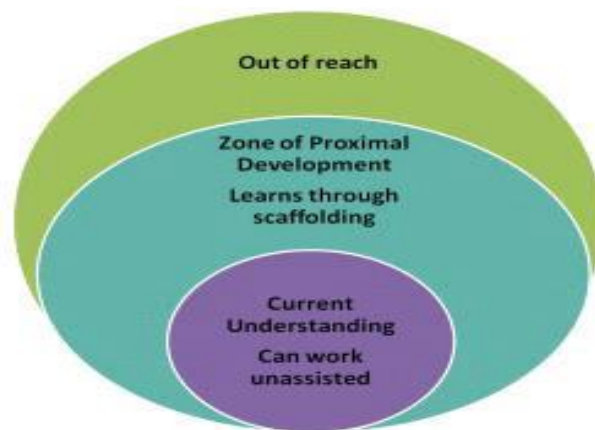 Out of reach
Zone of Proximal
Development
Learns through
scaffolding
Current
Understanding
Can work
unassisted